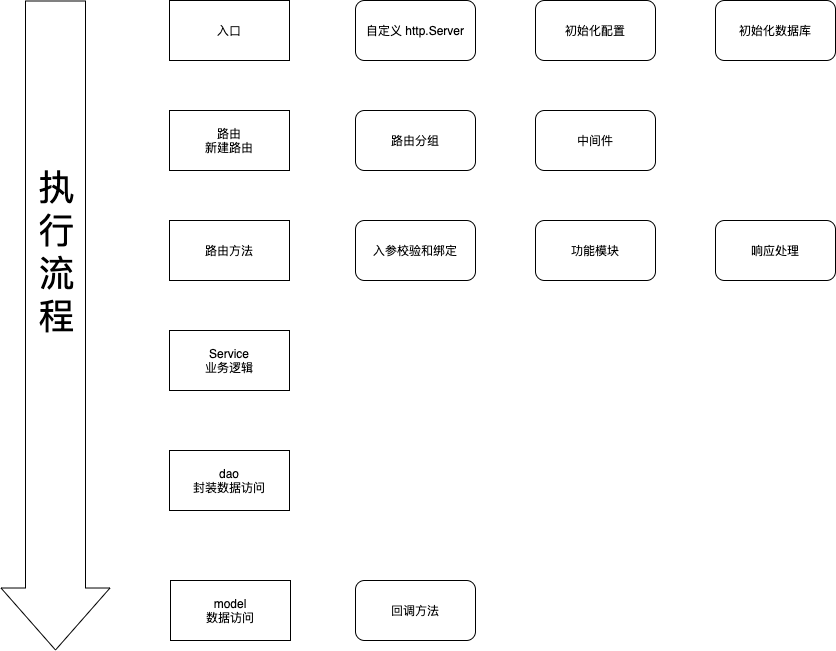 执
行
流
程
入口
自定义 http.Server
初始化配置
初始化数据库
路由
新建路由
路由分组
中间件
路由方法
入参校验和绑定
功能模块
响应处理
Service
业务逻辑
dao
封装数据访问
model
数据访问
回调方法